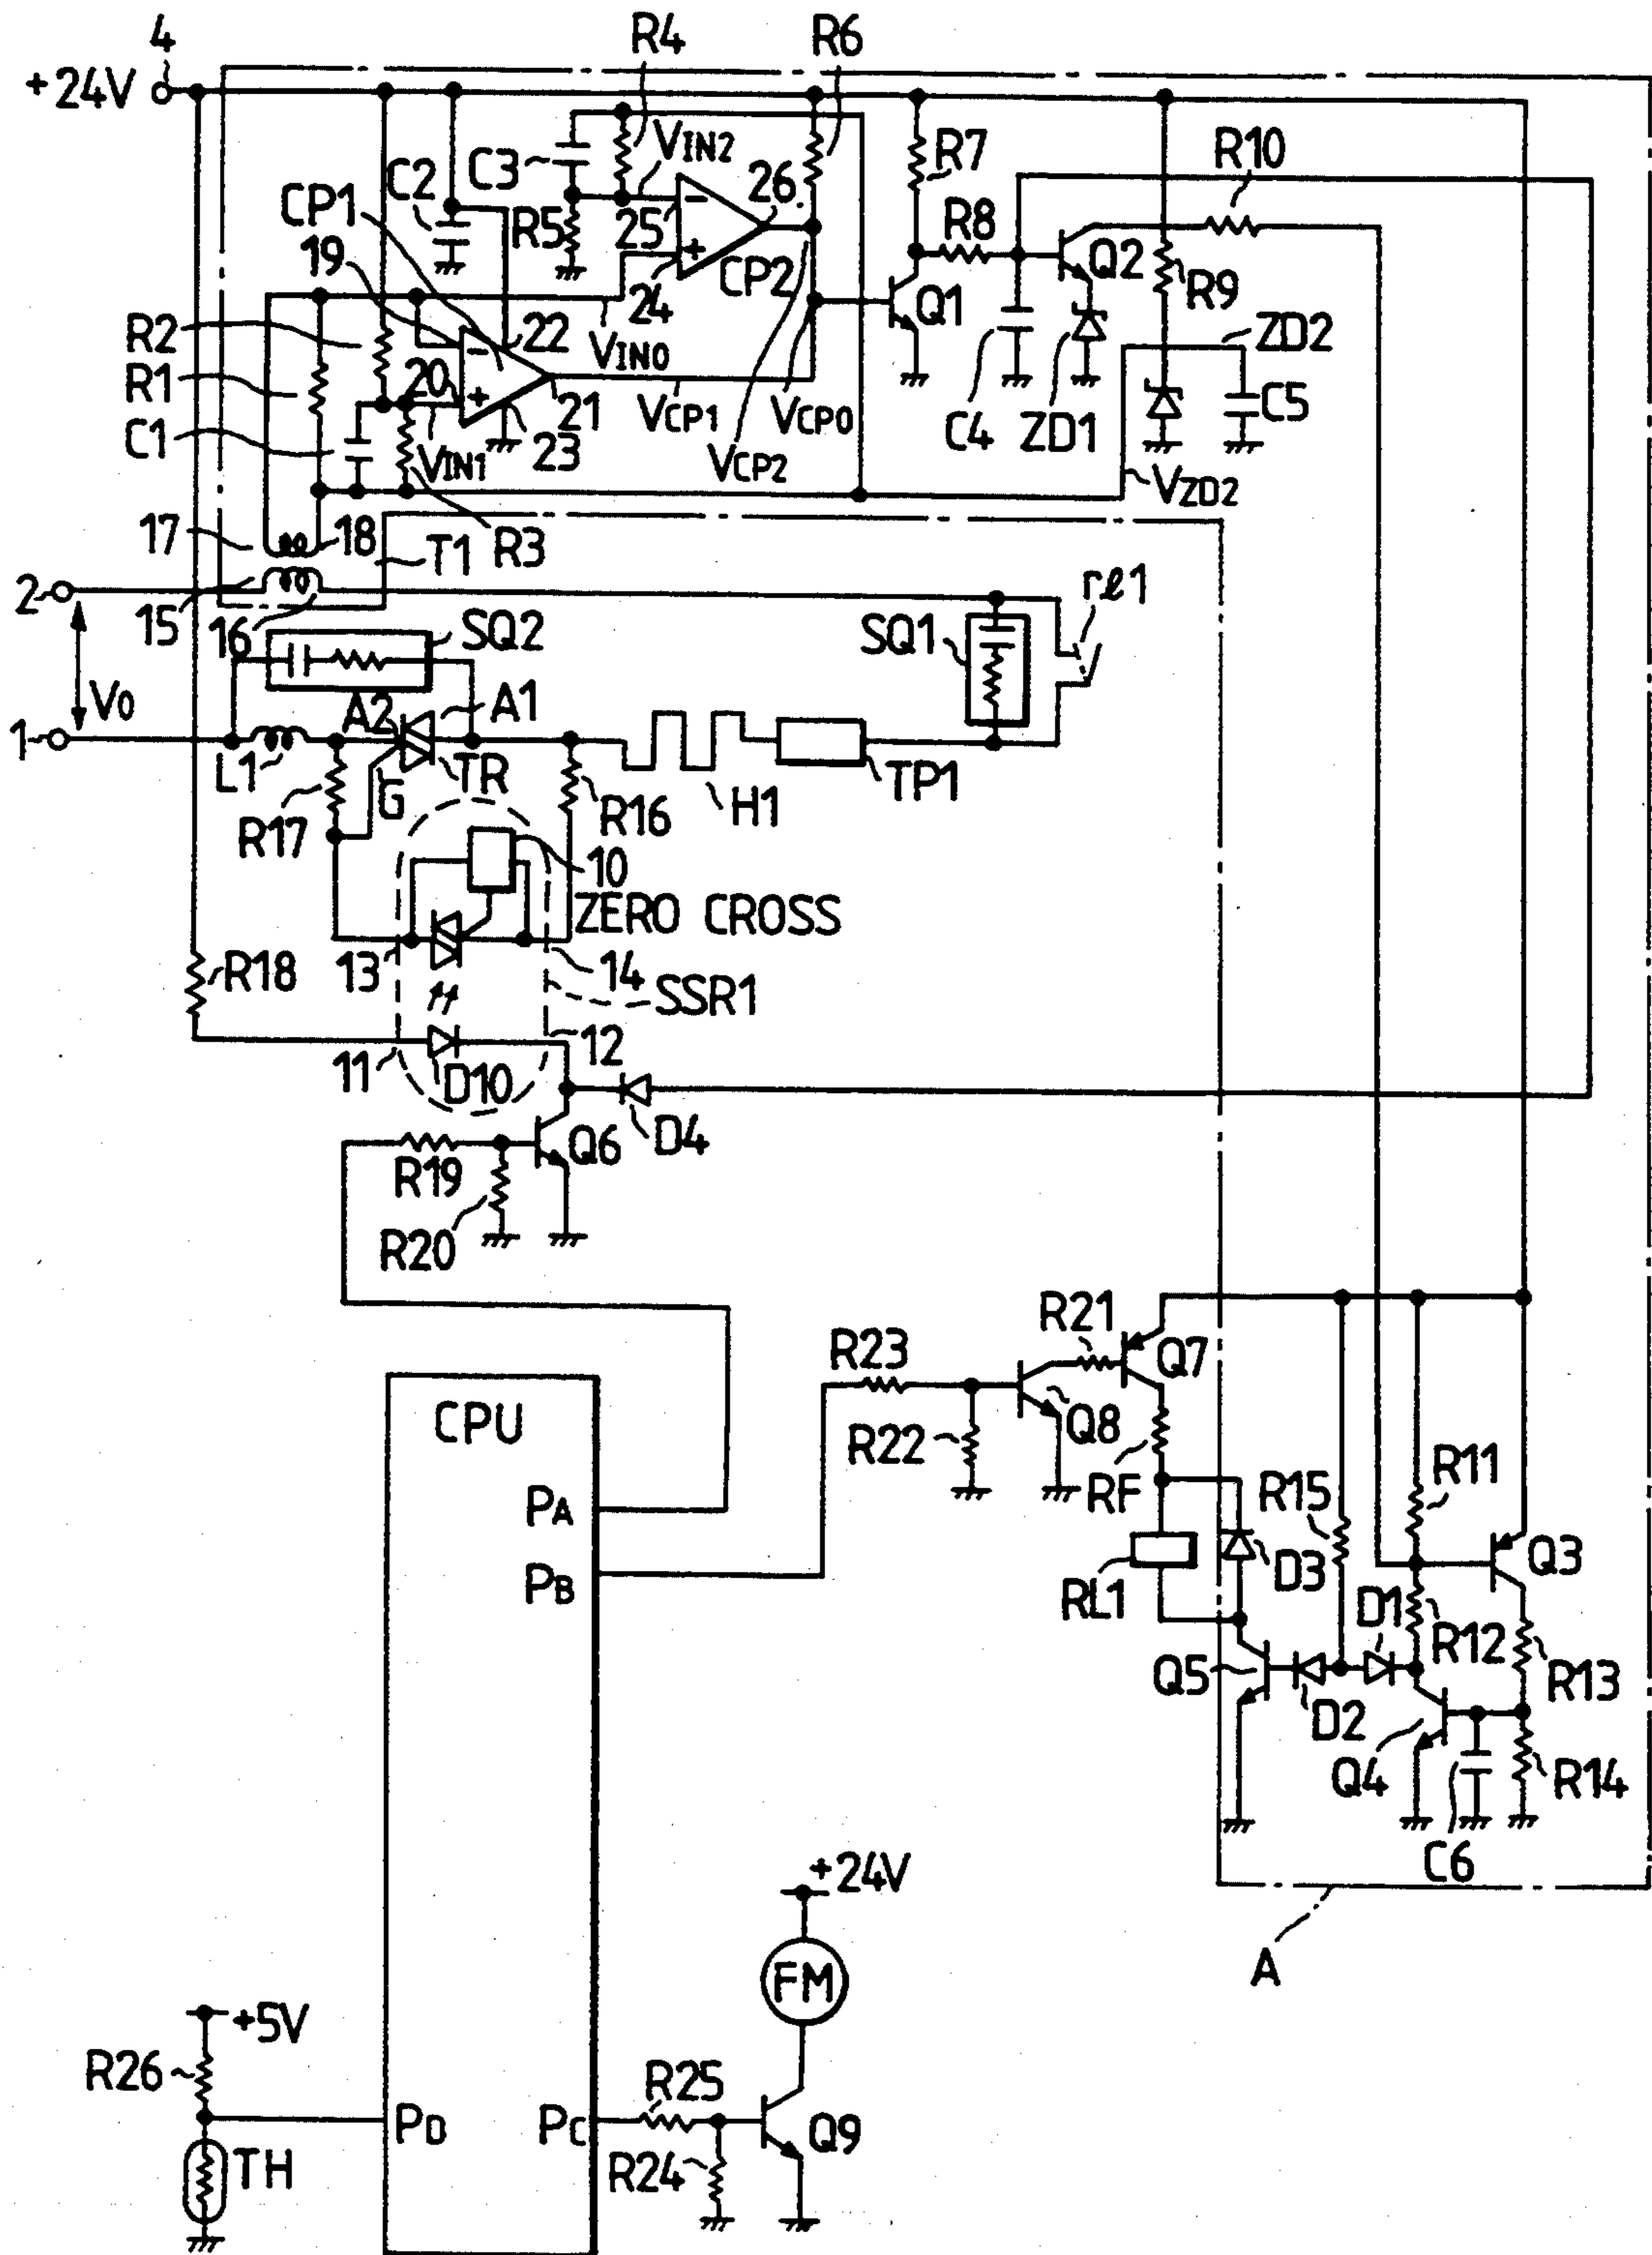 4 R4 R6
+24V
C3 VIN2 R7 R10
CP1 C2 26
R5 25 R8
19 CP2 Q2
24 Q1 R9
R2 22 ZD2
VIN0
R1 20 21 C5
C1 VCP1 VCP0 C4 ZD1
VIN1 23
VCP2 VZD2
17 18 T1 R3
2 rl1
15 16 SQ2 SQ1
V0 A2 A1
1 L1 TR TP1
G H1
R17 R16
10
ZERO CROSS
R18 13 14
SSR1
11 D10 12
Q6 D4
R19
R20
R21
R23 Q7
CPU Q8
R22 R11
RF R15
PA
Q3
PB RL1 D3 D1
R12
Q5 R13
D2
Q4 R14
C6
+24V
A
FM
+5V
R26 R25
PD PC Q9
TH R24